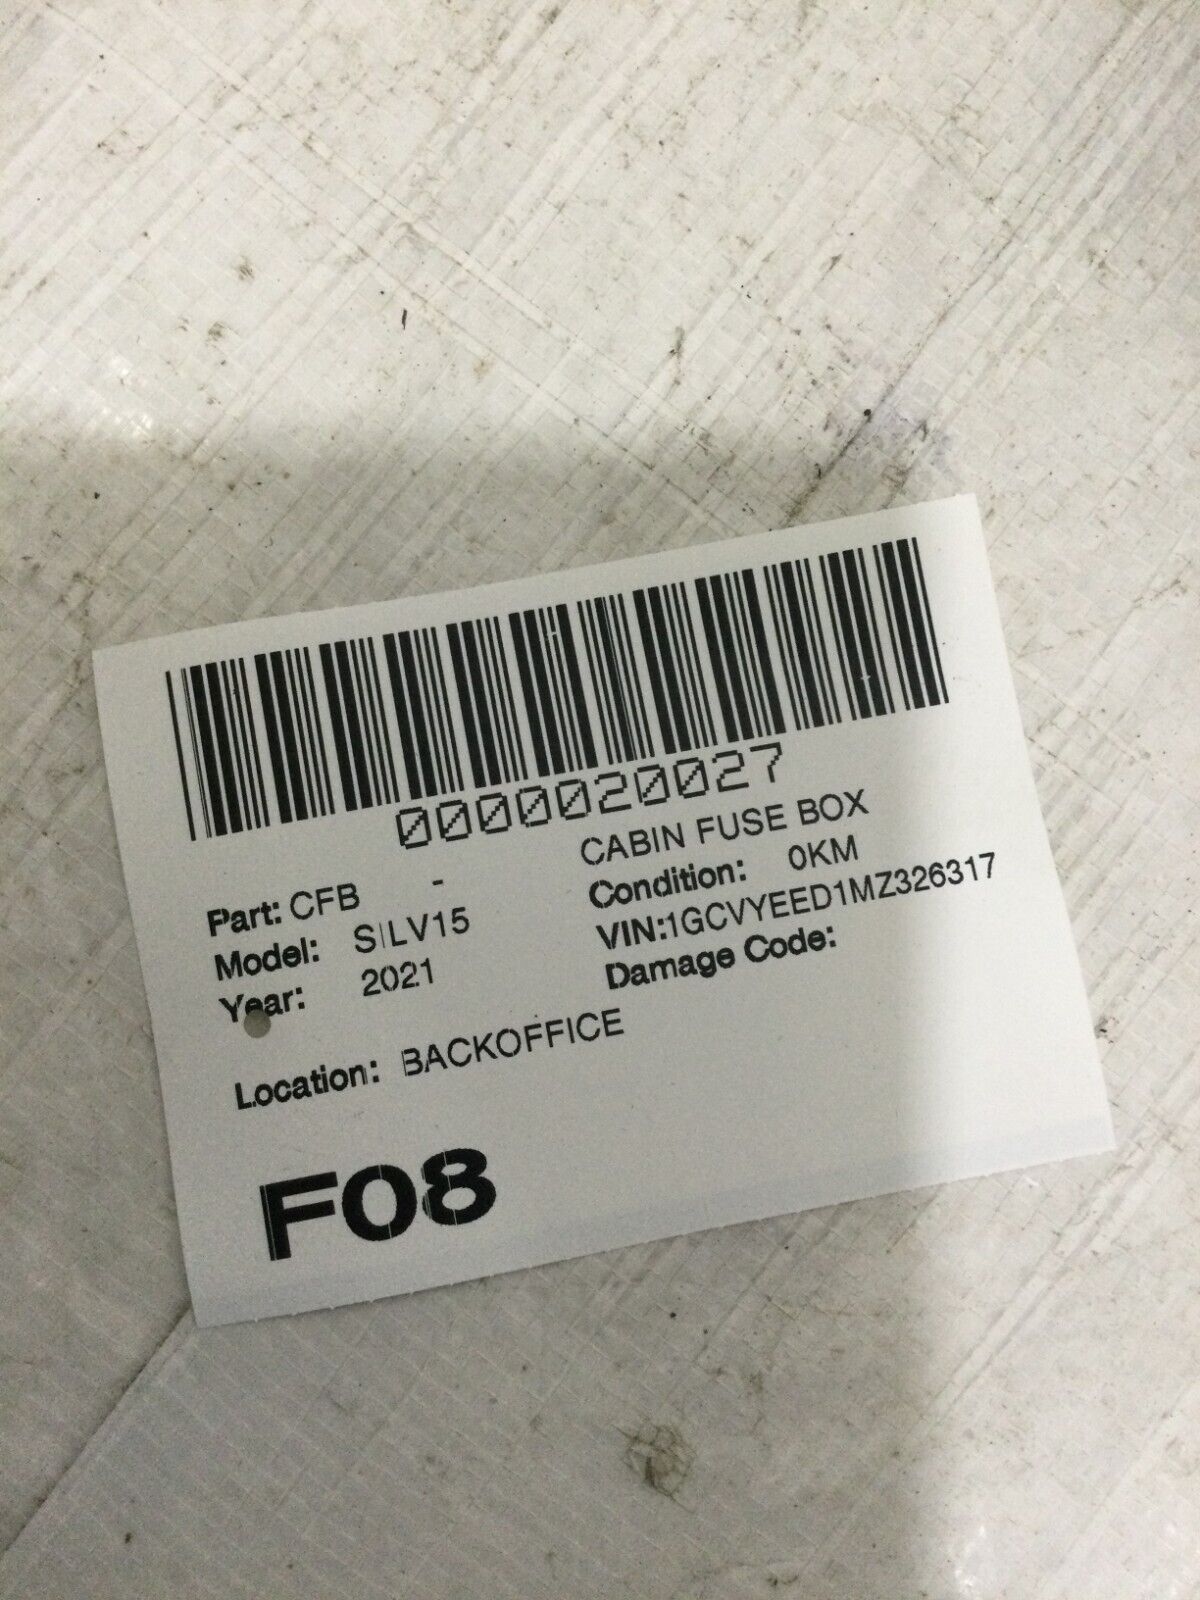 0000020027
Part: CFB - CABIN FUSE BOX
Model: SILV15 Condition: 0KM
Year: 2021 VIN:1GCVYEED1MZ326317
Damage Code:
Location: BACKOFFICE
F08